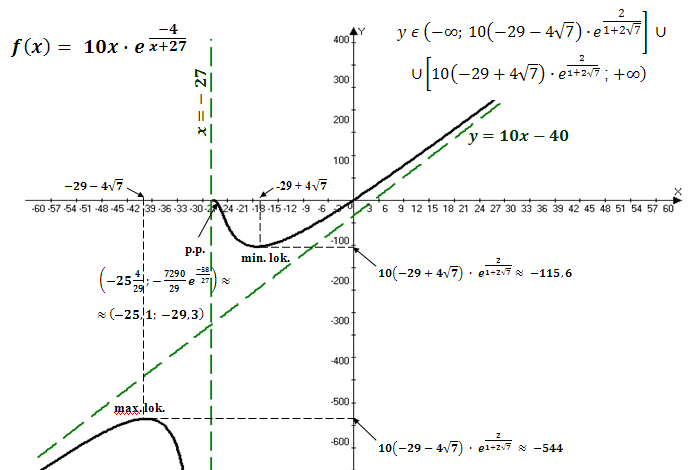 f(x) = 10x · e^(-4/(x+27))
y ϵ (−∞; 10(−29 − 4√7) · e^(2/(1+2√7))] ∪
∪ [10(−29 + 4√7) · e^(2/(1+2√7)) ; +∞)
x = − 27
y = 10x − 40
Y
X
400
300
200
100
-60 -57 -54 -51 -48 -45 -42 -39 -36 -33 -30 -24 -21 -18 -15 -12 -9 -6 -3 0 3 6 9 12 15 18 21 24 27 30 33 36 39 42 45 48 51 54 57 60
-100
-200
-300
-400
-500
-600
−29 − 4√7
-29 + 4√7
p.p.
min. lok.
(−25 4/29 ; − 7290/29 e^(-58/27)) ≈
≈ (−25,1; −29,3)
10(−29 + 4√7) · e^(2/(1+2√7)) ≈ −115,6
max. lok.
10(−29 − 4√7) · e^(2/(1+2√7)) ≈ −544